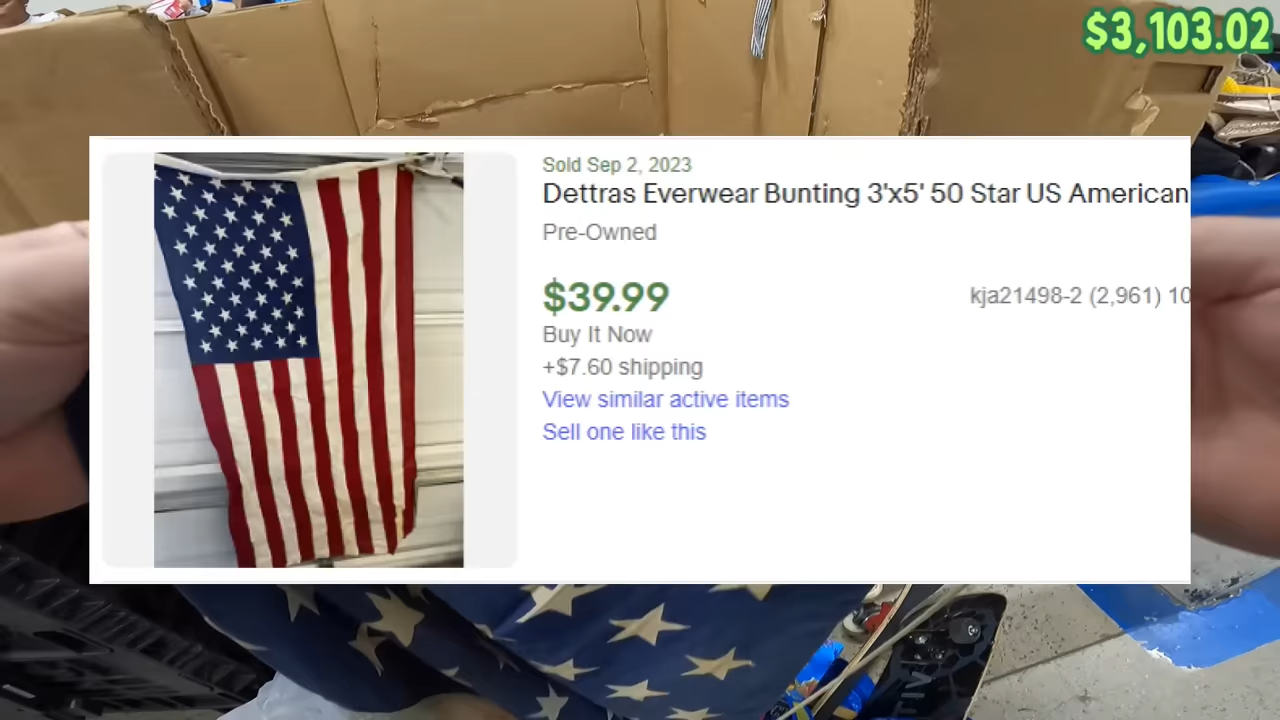 $3,103.02
Sold Sep 2, 2023
Dettras Everwear Bunting 3'x5' 50 Star US American
Pre-Owned
$39.99
kja21498-2 (2,961) 10
Buy It Now
+$7.60 shipping
View similar active items
Sell one like this